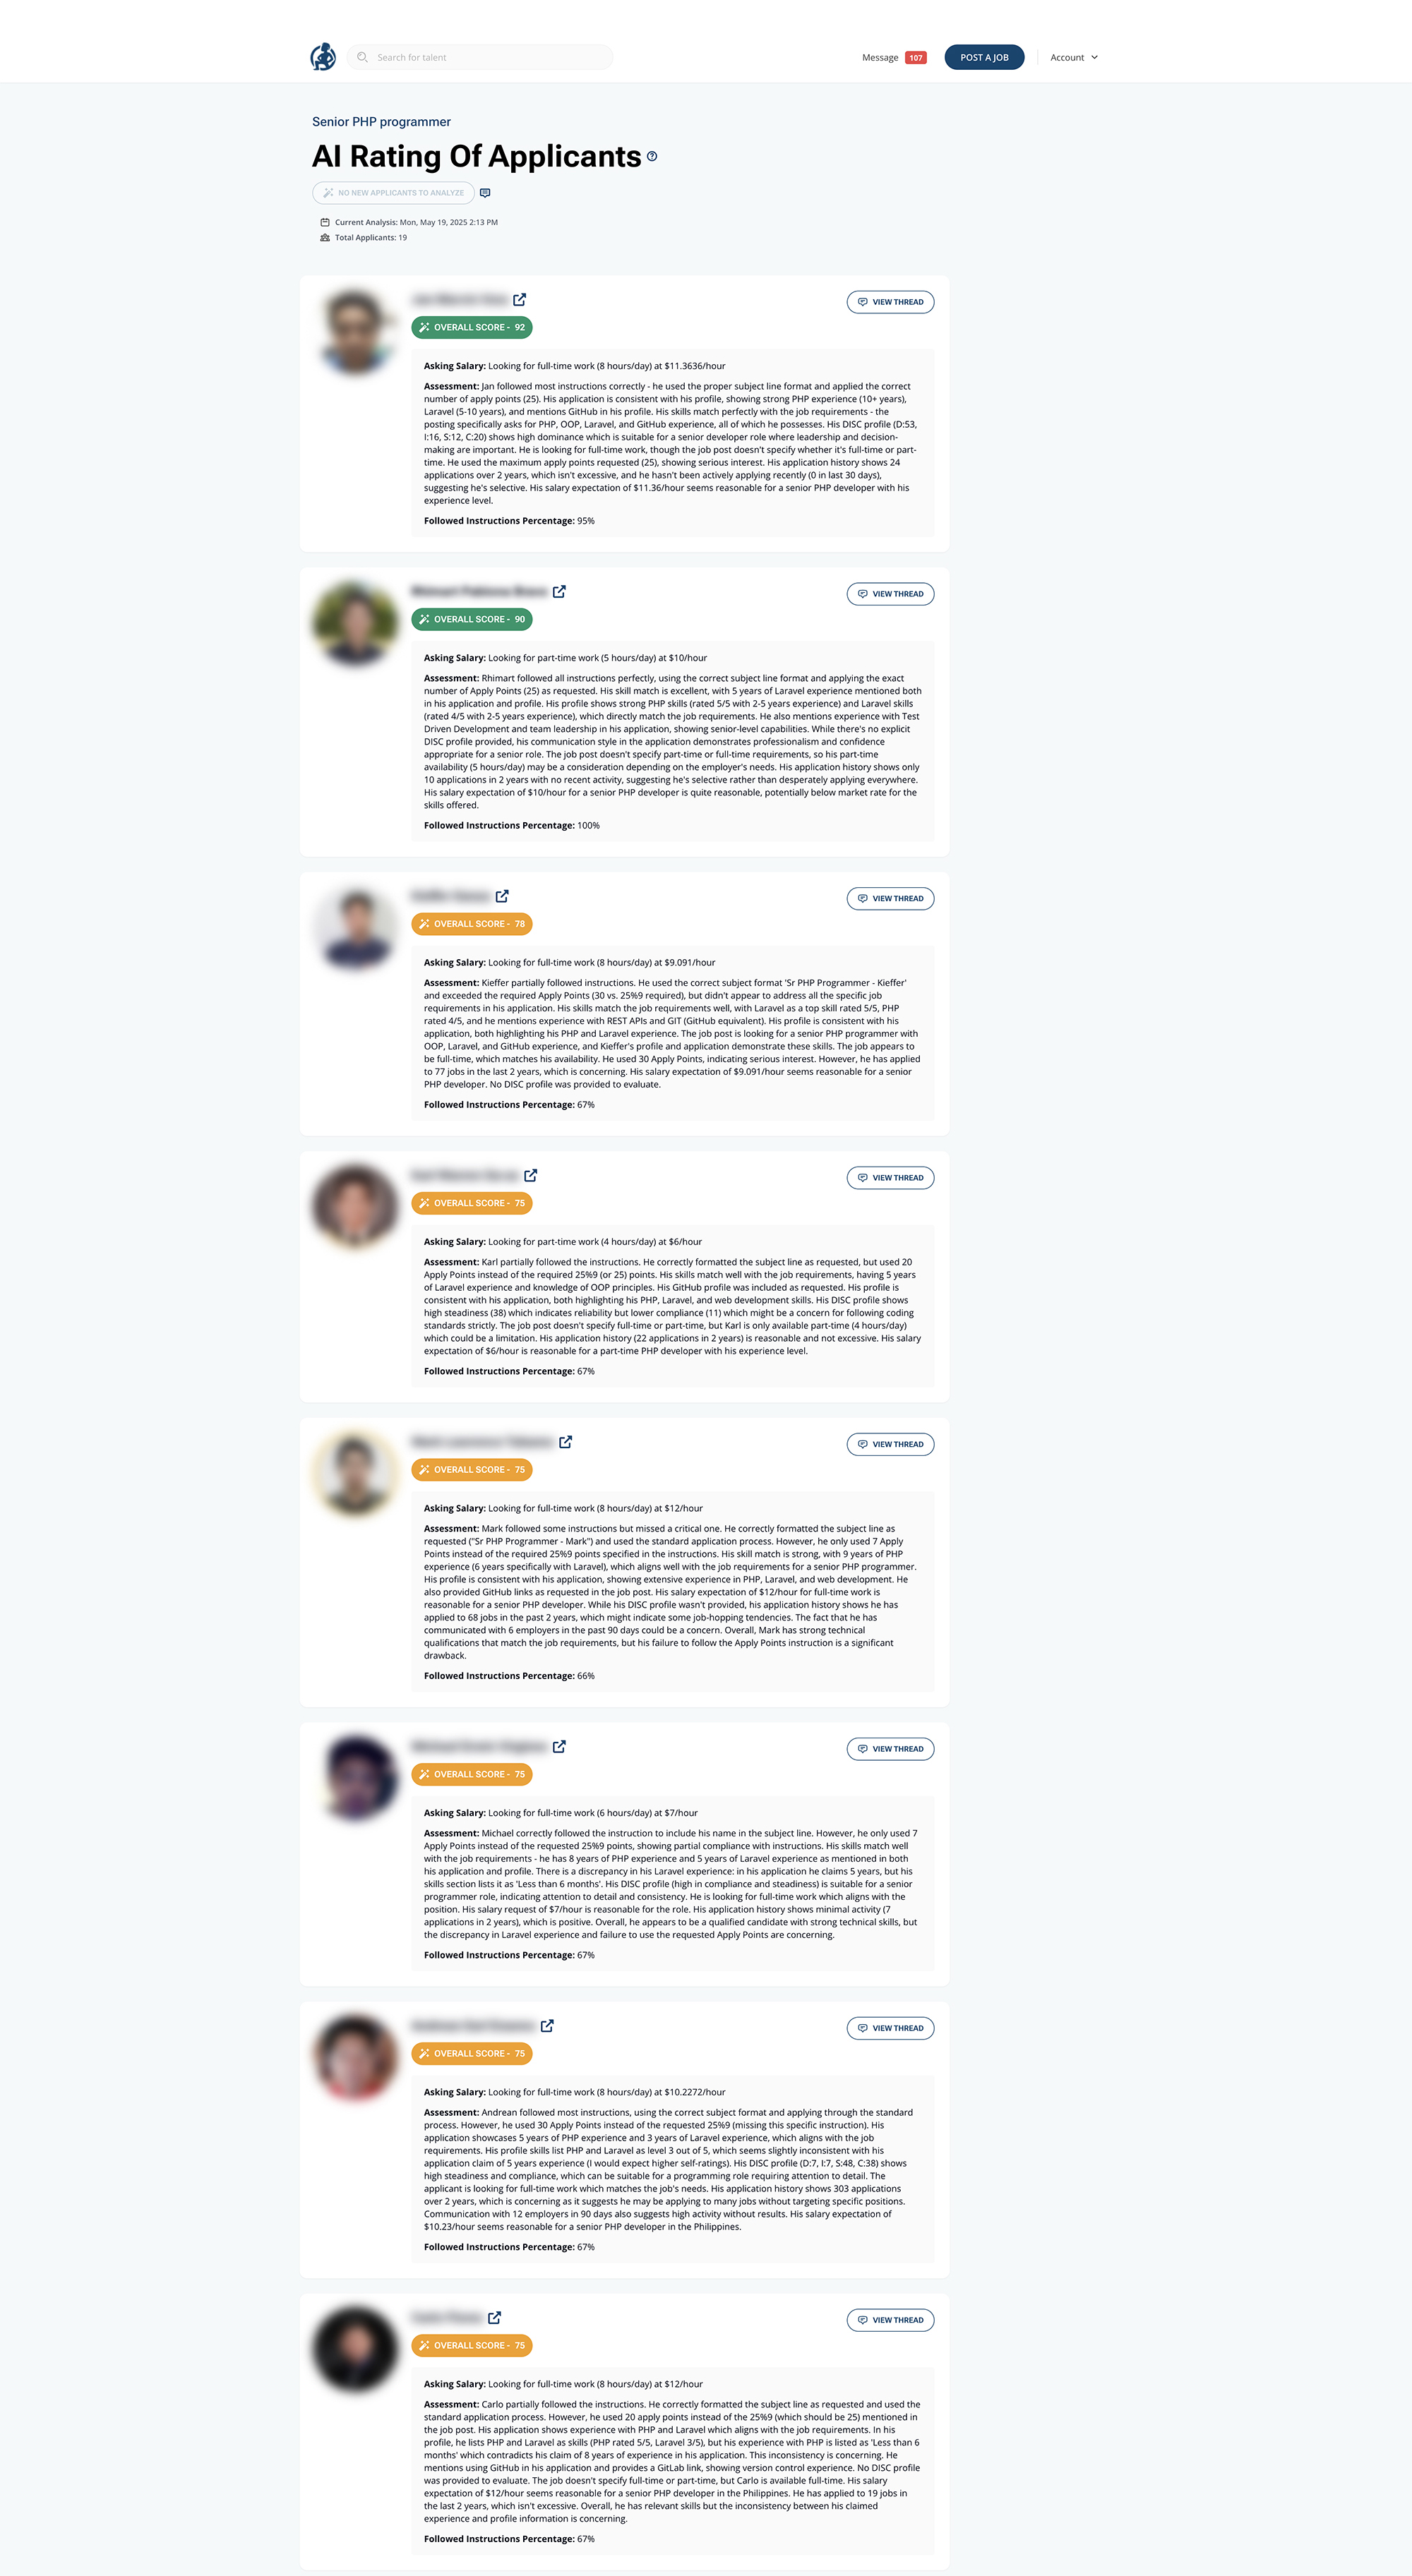 Search for talent
Message 107
POST A JOB
Account
Senior PHP programmer
AI Rating Of Applicants
NO NEW APPLICANTS TO ANALYZE
Current Analysis: Mon, May 19, 2025 2:13 PM
Total Applicants: 19
VIEW THREAD
OVERALL SCORE - 92
Asking Salary: Looking for full-time work (8 hours/day) at $11.3636/hour
Assessment: Jan followed most instructions correctly - he used the proper subject line format and applied the correct
number of apply points (25). His application is consistent with his profile, showing strong PHP experience (10+ years),
Laravel (5-10 years), and mentions GitHub in his profile. His skills match perfectly with the job requirements - the
posting specifically asks for PHP, OOP, Laravel, and GitHub experience, all of which he possesses. His DISC profile (D:53,
I:16, S:12, C:20) shows high dominance which is suitable for a senior developer role where leadership and decision-
making are important. He is looking for full-time work, though the job post doesn't specify whether it's full-time or part-
time. He used the maximum apply points requested (25), showing serious interest. His application history shows 24
applications over 2 years, which isn't excessive, and he hasn't been actively applying recently (0 in last 30 days),
suggesting he's selective. His salary expectation of $11.36/hour seems reasonable for a senior PHP developer with his
experience level.
Followed Instructions Percentage: 95%
VIEW THREAD
OVERALL SCORE - 90
Asking Salary: Looking for part-time work (5 hours/day) at $10/hour
Assessment: Rhimart followed all instructions perfectly, using the correct subject line format and applying the exact
number of Apply Points (25) as requested. His skill match is excellent, with 5 years of Laravel experience mentioned both
in his application and profile. His profile shows strong PHP skills (rated 5/5 with 2-5 years experience) and Laravel skills
(rated 4/5 with 2-5 years experience), which directly match the job requirements. He also mentions experience with Test
Driven Development and team leadership in his application, showing senior-level capabilities. While there's no explicit
DISC profile provided, his communication style in the application demonstrates professionalism and confidence
appropriate for a senior role. The job post doesn't specify part-time or full-time requirements, so his part-time
availability (5 hours/day) may be a consideration depending on the employer's needs. His application history shows only
10 applications in 2 years with no recent activity, suggesting he's selective rather than desperately applying everywhere.
His salary expectation of $10/hour for a senior PHP developer is quite reasonable, potentially below market rate for the
skills offered.
Followed Instructions Percentage: 100%
VIEW THREAD
OVERALL SCORE - 78
Asking Salary: Looking for full-time work (8 hours/day) at $9.091/hour
Assessment: Kieffer partially followed instructions. He used the correct subject format 'Sr PHP Programmer - Kieffer'
and exceeded the required Apply Points (30 vs. 25%9 required), but didn't appear to address all the specific job
requirements in his application. His skills match the job requirements well, with Laravel as a top skill rated 5/5, PHP
rated 4/5, and he mentions experience with REST APIs and GIT (GitHub equivalent). His profile is consistent with his
application, both highlighting his PHP and Laravel experience. The job post is looking for a senior PHP programmer with
OOP, Laravel, and GitHub experience, and Kieffer's profile and application demonstrate these skills. The job appears to
be full-time, which matches his availability. He used 30 Apply Points, indicating serious interest. However, he has applied
to 77 jobs in the last 2 years, which is concerning. His salary expectation of $9.091/hour seems reasonable for a senior
PHP developer. No DISC profile was provided to evaluate.
Followed Instructions Percentage: 67%
VIEW THREAD
OVERALL SCORE - 75
Asking Salary: Looking for part-time work (4 hours/day) at $6/hour
Assessment: Karl partially followed the instructions. He correctly formatted the subject line as requested, but used 20
Apply Points instead of the required 25%9 (or 25) points. His skills match well with the job requirements, having 5 years
of Laravel experience and knowledge of OOP principles. His GitHub profile was included as requested. His profile is
consistent with his application, both highlighting his PHP, Laravel, and web development skills. His DISC profile shows
high steadiness (38) which indicates reliability but lower compliance (11) which might be a concern for following coding
standards strictly. The job post doesn't specify full-time or part-time, but Karl is only available part-time (4 hours/day)
which could be a limitation. His application history (22 applications in 2 years) is reasonable and not excessive. His salary
expectation of $6/hour is reasonable for a part-time PHP developer with his experience level.
Followed Instructions Percentage: 67%
VIEW THREAD
OVERALL SCORE - 75
Asking Salary: Looking for full-time work (8 hours/day) at $12/hour
Assessment: Mark followed some instructions but missed a critical one. He correctly formatted the subject line as
requested ("Sr PHP Programmer - Mark") and used the standard application process. However, he only used 7 Apply
Points instead of the required 25%9 points specified in the instructions. His skill match is strong, with 9 years of PHP
experience (6 years specifically with Laravel), which aligns well with the job requirements for a senior PHP programmer.
His profile is consistent with his application, showing extensive experience in PHP, Laravel, and web development. He
also provided GitHub links as requested in the job post. His salary expectation of $12/hour for full-time work is
reasonable for a senior PHP developer. While his DISC profile wasn't provided, his application history shows he has
applied to 68 jobs in the past 2 years, which might indicate some job-hopping tendencies. The fact that he has
communicated with 6 employers in the past 90 days could be a concern. Overall, Mark has strong technical
qualifications that match the job requirements, but his failure to follow the Apply Points instruction is a significant
drawback.
Followed Instructions Percentage: 66%
VIEW THREAD
OVERALL SCORE - 75
Asking Salary: Looking for full-time work (6 hours/day) at $7/hour
Assessment: Michael correctly followed the instruction to include his name in the subject line. However, he only used 7
Apply Points instead of the requested 25%9 points, showing partial compliance with instructions. His skills match well
with the job requirements - he has 8 years of PHP experience and 5 years of Laravel experience as mentioned in both
his application and profile. There is a discrepancy in his Laravel experience: in his application he claims 5 years, but his
skills section lists it as 'Less than 6 months'. His DISC profile (high in compliance and steadiness) is suitable for a senior
programmer role, indicating attention to detail and consistency. He is looking for full-time work which aligns with the
position. His salary request of $7/hour is reasonable for the role. His application history shows minimal activity (7
applications in 2 years), which is positive. Overall, he appears to be a qualified candidate with strong technical skills, but
the discrepancy in Laravel experience and failure to use the requested Apply Points are concerning.
Followed Instructions Percentage: 67%
VIEW THREAD
OVERALL SCORE - 75
Asking Salary: Looking for full-time work (8 hours/day) at $10.2272/hour
Assessment: Andrean followed most instructions, using the correct subject format and applying through the standard
process. However, he used 30 Apply Points instead of the requested 25%9 (missing this specific instruction). His
application showcases 5 years of PHP experience and 3 years of Laravel experience, which aligns with the job
requirements. His profile skills list PHP and Laravel as level 3 out of 5, which seems slightly inconsistent with his
application claim of 5 years experience (I would expect higher self-ratings). His DISC profile (D:7, I:7, S:48, C:38) shows
high steadiness and compliance, which can be suitable for a programming role requiring attention to detail. The
applicant is looking for full-time work which matches the job's needs. His application history shows 303 applications
over 2 years, which is concerning as it suggests he may be applying to many jobs without targeting specific positions.
Communication with 12 employers in 90 days also suggests high activity without results. His salary expectation of
$10.23/hour seems reasonable for a senior PHP developer in the Philippines.
Followed Instructions Percentage: 67%
VIEW THREAD
OVERALL SCORE - 75
Asking Salary: Looking for full-time work (8 hours/day) at $12/hour
Assessment: Carlo partially followed the instructions. He correctly formatted the subject line as requested and used the
standard application process. However, he used 20 apply points instead of the 25%9 (which should be 25) mentioned in
the job post. His application shows experience with PHP and Laravel which aligns with the job requirements. In his
profile, he lists PHP and Laravel as skills (PHP rated 5/5, Laravel 3/5), but his experience with PHP is listed as 'Less than 6
months' which contradicts his claim of 8 years of experience in his application. This inconsistency is concerning. He
mentions using GitHub in his application and provides a GitLab link, showing version control experience. No DISC profile
was provided to evaluate. The job doesn't specify full-time or part-time, but Carlo is available full-time. His salary
expectation of $12/hour seems reasonable for a senior PHP developer in the Philippines. He has applied to 19 jobs in
the last 2 years, which isn't excessive. Overall, he has relevant skills but the inconsistency between his claimed
experience and profile information is concerning.
Followed Instructions Percentage: 67%